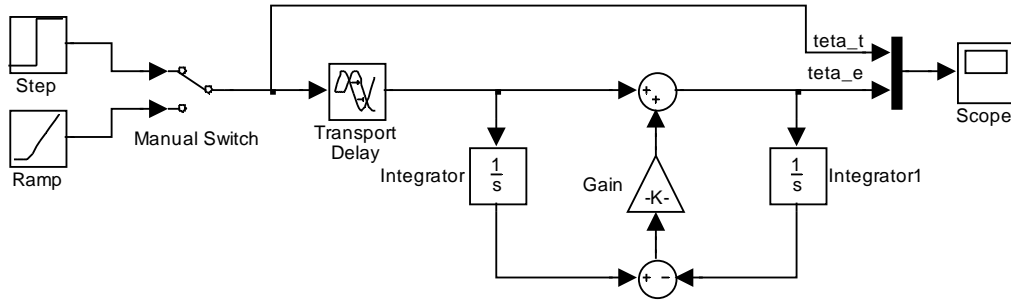 teta_t
teta_e
Step
Ramp
Manual Switch
Transport
Delay
+
+
Scope
Integrator
1
s
Gain
-K-
1
s
Integrator1
+
−